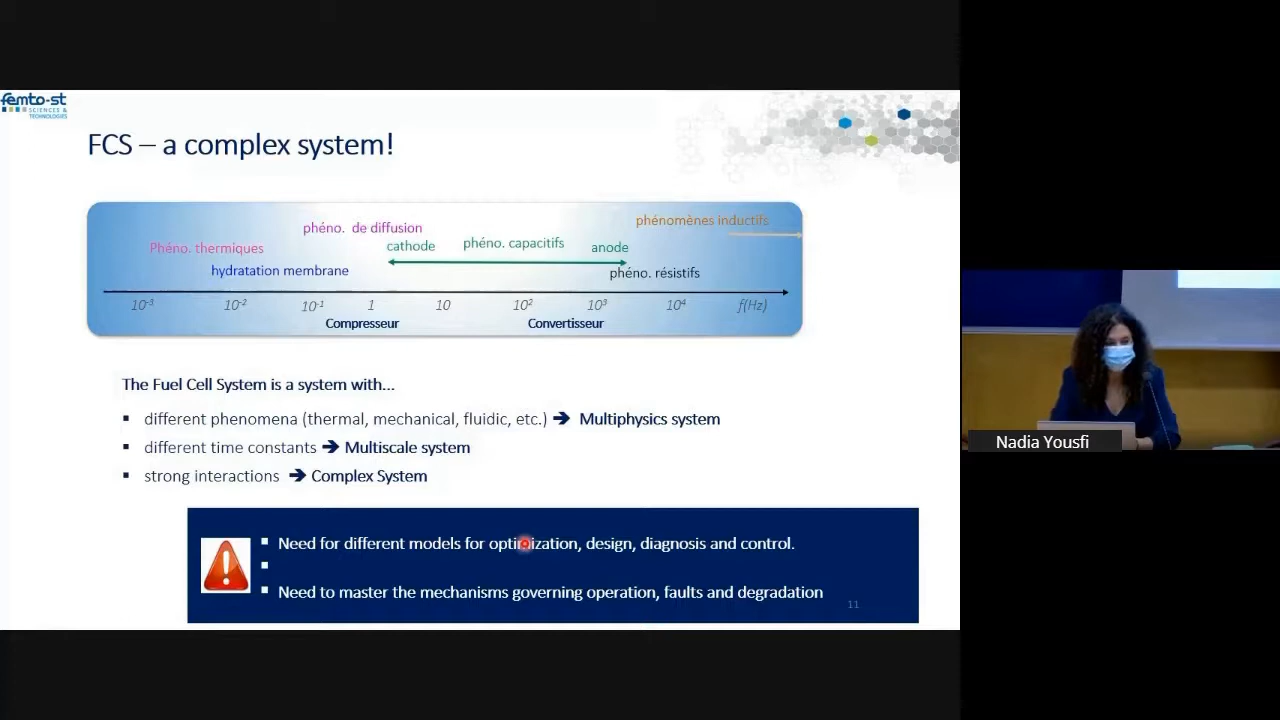 femto-st
SCIENCES &
TECHNOLOGIES
FCS – a complex system!
phénomènes inductifs
phéno. de diffusion
Phéno. thermiques
cathode
phéno. capacitifs
anode
hydratation membrane
phéno. résistifs
10⁻³ 10⁻² 10⁻¹ 1 10 10² 10³ 10⁴ f(Hz)
Compresseur
Convertisseur
The Fuel Cell System is a system with...
▪ different phenomena (thermal, mechanical, fluidic, etc.) ➔ Multiphysics system
▪ different time constants ➔ Multiscale system
▪ strong interactions ➔ Complex System
▪ Need for different models for optimization, design, diagnosis and control.
▪
▪ Need to master the mechanisms governing operation, faults and degradation
11
Nadia Yousfi